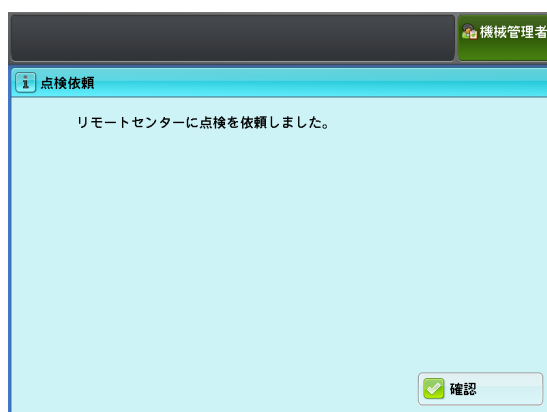 機械管理者
点検依頼
リモートセンターに点検を依頼しました。
確認